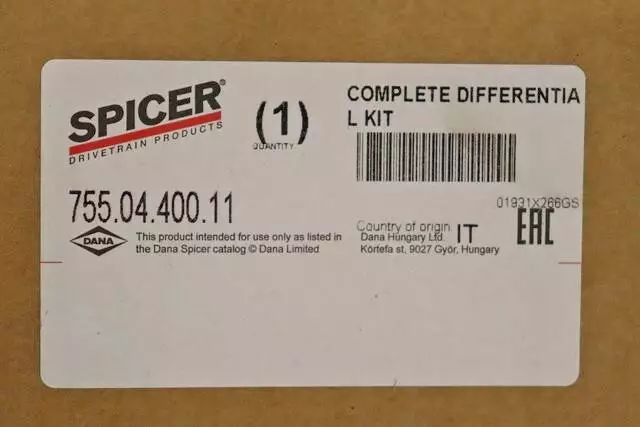 SPICER®
DRIVETRAIN PRODUCTS
(1)
QUANTITY
COMPLETE DIFFERENTIA
L KIT
01931X266GS
755.04.400.11
DANA
This product intended for use only as listed in
the Dana Spicer catalog © Dana Limited
Country of origin IT
Dana Hungary Ltd.
Körtefa st, 9027 Győr, Hungary
EAC